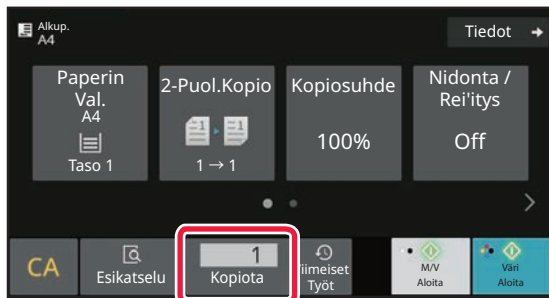 Alkup.
A4
Tiedot
Paperin
Val.
A4
Taso 1
2-Puol.Kopio
1 → 1
Kopiosuhde
100%
Nidonta /
Rei'itys
Off
CA
Esikatselu
1
Kopiota
iimeiset
Työt
M/V
Aloita
Väri
Aloita